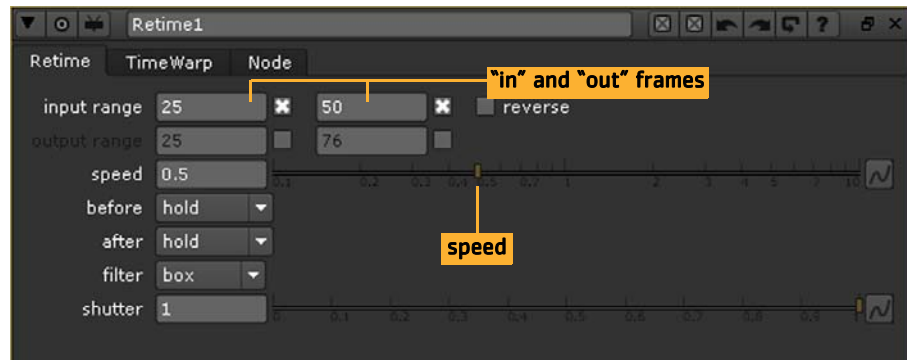 Retime1 ?
Retime TimeWarp Node
"in" and "out" frames
input range 25 50 reverse
output range 25 76
speed 0.5 0.1 0.2 0.3 0.4 0.5 0.7 1 2 3 4 5 7 10
before hold
after hold
speed
filter box
shutter 1 0. 0.1 0.2 0.3 0.4 0.5 0.6 0.7 0.8 0.9